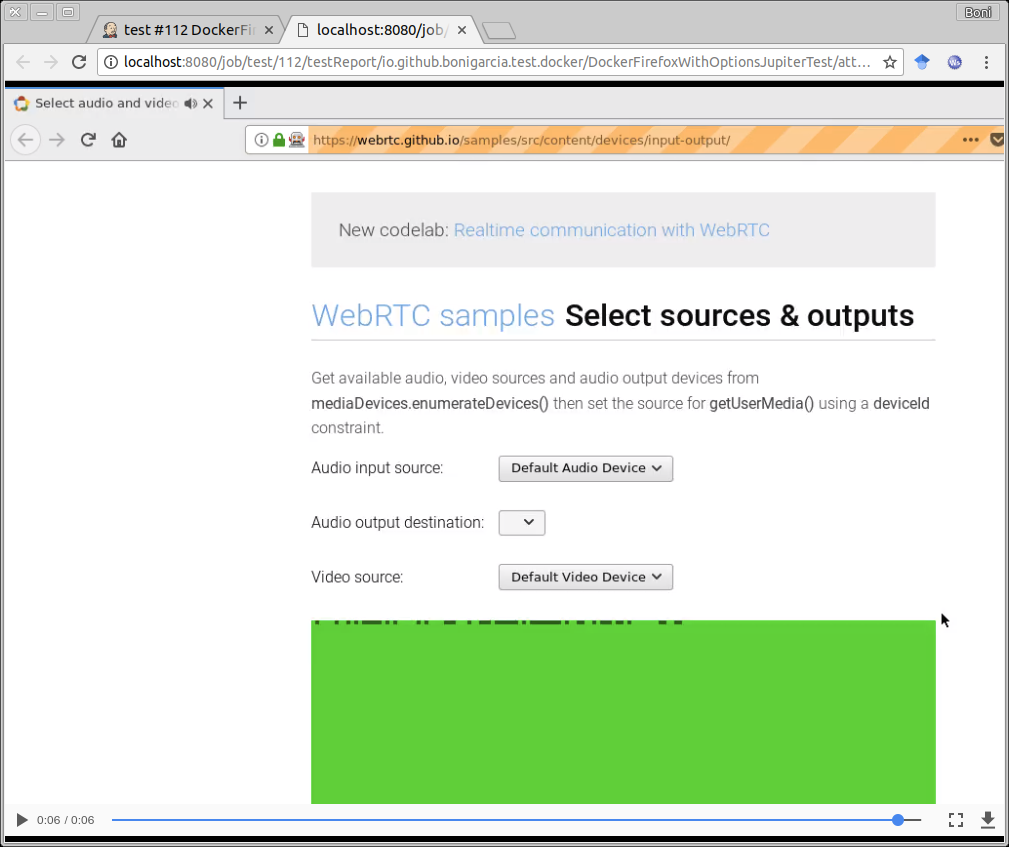 Boni
test #112 DockerFi
localhost:8080/job/
localhost:8080/job/test/112/testReport/io.github.bonigarcia.test.docker/DockerFirefoxWithOptionsJupiterTest/att...
Select audio and video
https://webrtc.github.io/samples/src/content/devices/input-output/
New codelab: Realtime communication with WebRTC
WebRTC samples Select sources & outputs
Get available audio, video sources and audio output devices from
mediaDevices.enumerateDevices() then set the source for getUserMedia() using a deviceId
constraint.
Audio input source: Default Audio Device
Audio output destination:
Video source: Default Video Device
0:06 / 0:06